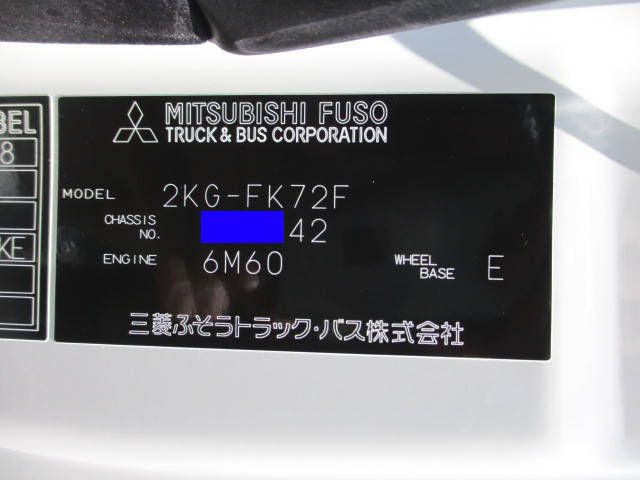 BEL
8
KE
MITSUBISHI FUSO
TRUCK & BUS CORPORATION
MODEL 2KG-FK72F
CHASSIS NO. 42
ENGINE 6M60 WHEEL BASE E
三菱ふそうトラック・バス株式会社